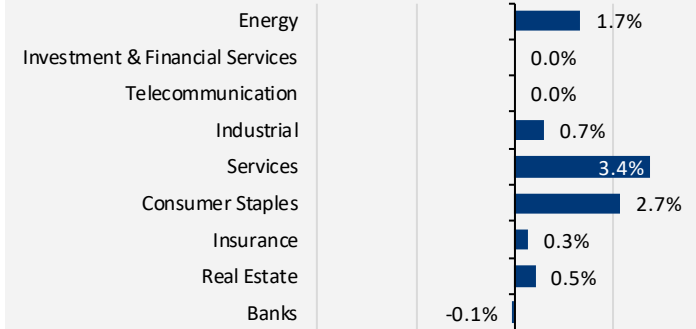 Energy 1.7%
Investment & Financial Services 0.0%
Telecommunication 0.0%
Industrial 0.7%
Services 3.4%
Consumer Staples 2.7%
Insurance 0.3%
Real Estate 0.5%
Banks -0.1%